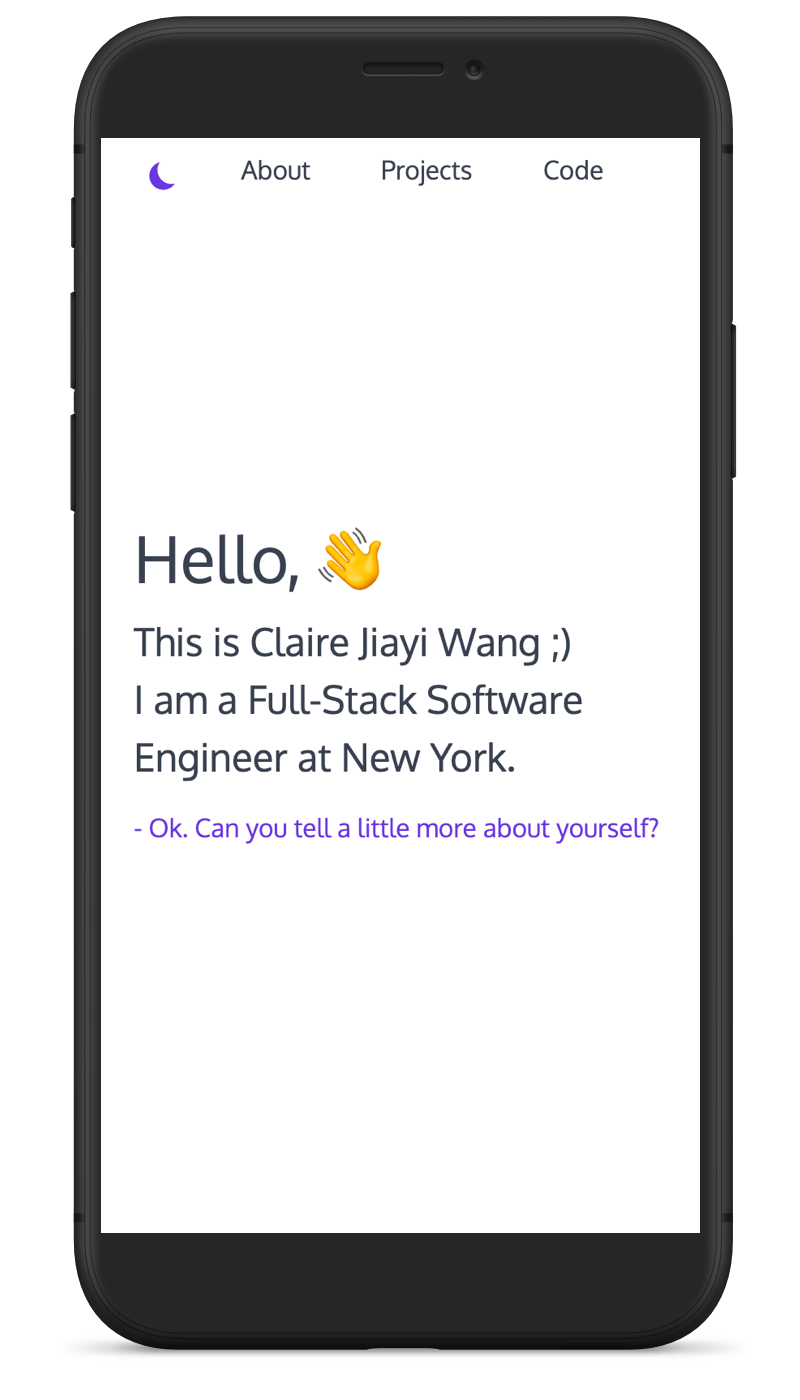 About Projects Code
Hello, 👋
This is Claire Jiayi Wang ;)
I am a Full-Stack Software
Engineer at New York.
- Ok. Can you tell a little more about yourself?